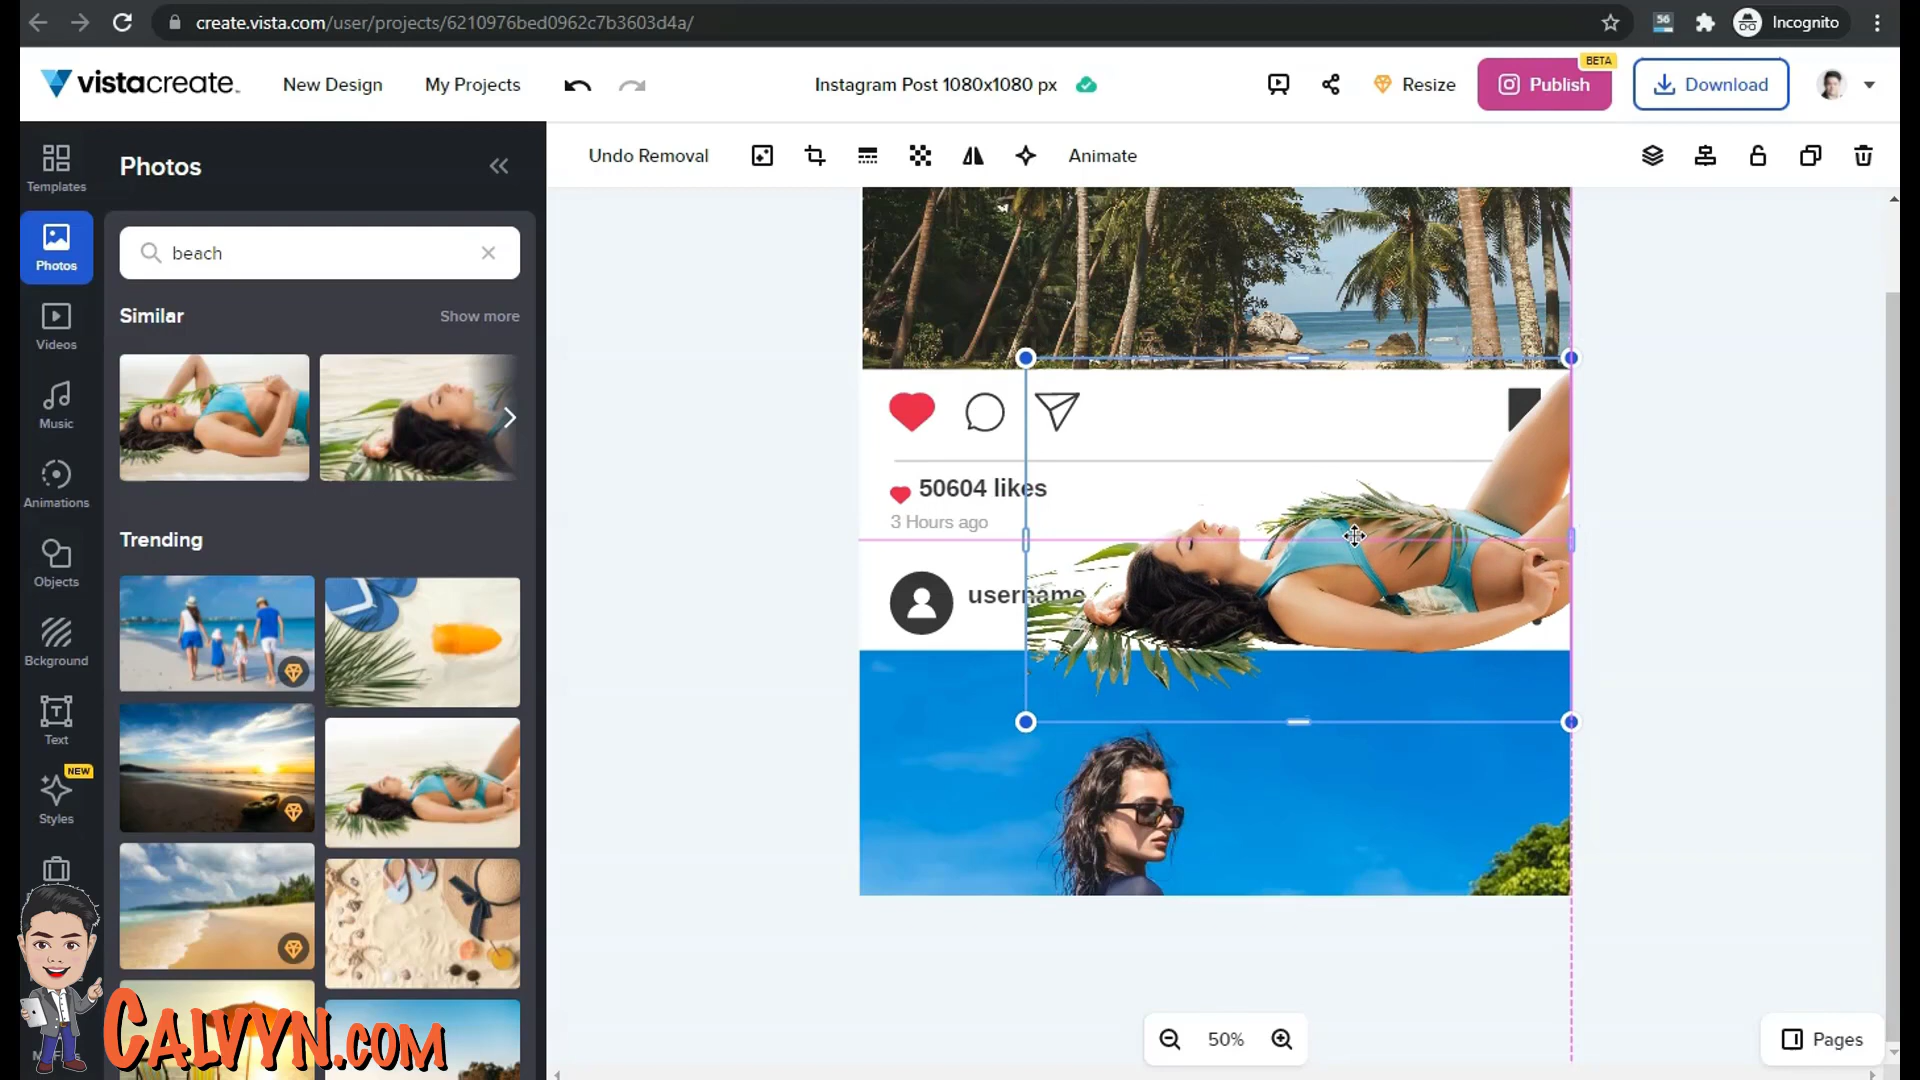 create.vista.com/user/projects/6210976bed0962c7b3603d4a/
56
Incognito
vistacreate.
New Design
My Projects
Instagram Post 1080x1080 px
Resize
Publish
BETA
Download
Templates
Photos
Undo Removal
Animate
Photos
beach
Videos
Similar
Show more
Music
Animations
50604 likes
3 Hours ago
Trending
Objects
username
Bckground
T
Text
NEW
Styles
CALVYN.COM
50%
Pages